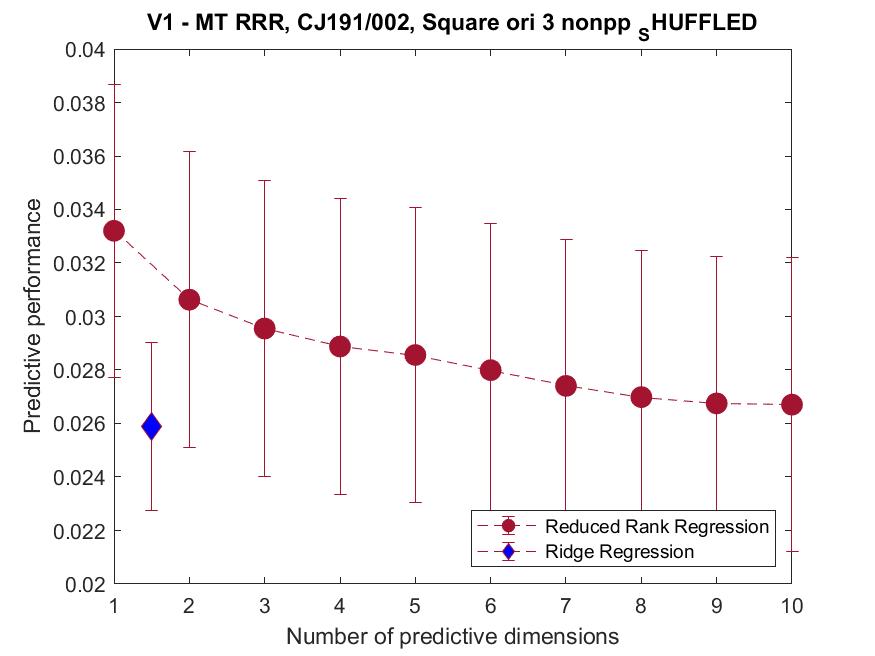 V1 - MT RRR, CJ191/002, Square ori 3 nonpp SHUFFLED
0.04
0.038
0.036
0.034
0.032
0.03
0.028
0.026
0.024
0.022
0.02
Predictive performance
Reduced Rank Regression
Ridge Regression
1 2 3 4 5 6 7 8 9 10
Number of predictive dimensions